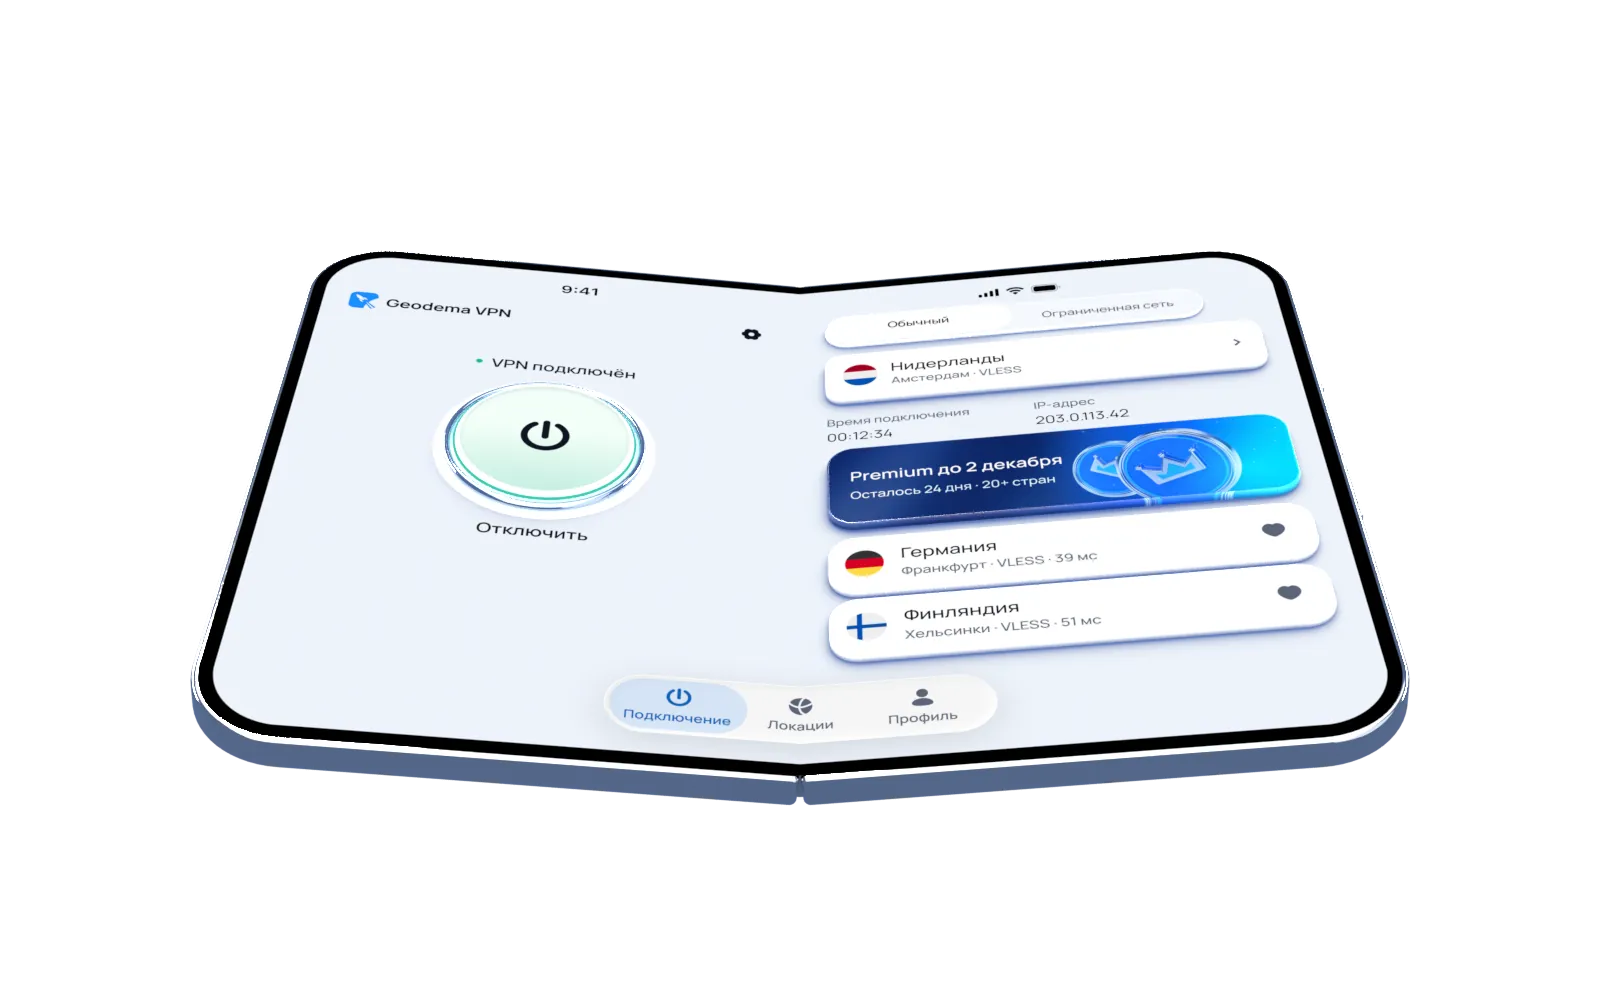 9:41
Geodema VPN
VPN подключён
Отключить
Обычный
Ограниченная сеть
Нидерланды
Амстердам · VLESS
Время подключения
00:12:34
IP-адрес
203.0.113.42
Premium до 2 декабря
Осталось 24 дня · 20+ стран
Германия
Франкфурт · VLESS · 39 мс
Финляндия
Хельсинки · VLESS · 51 мс
Подключение
Локации
Профиль